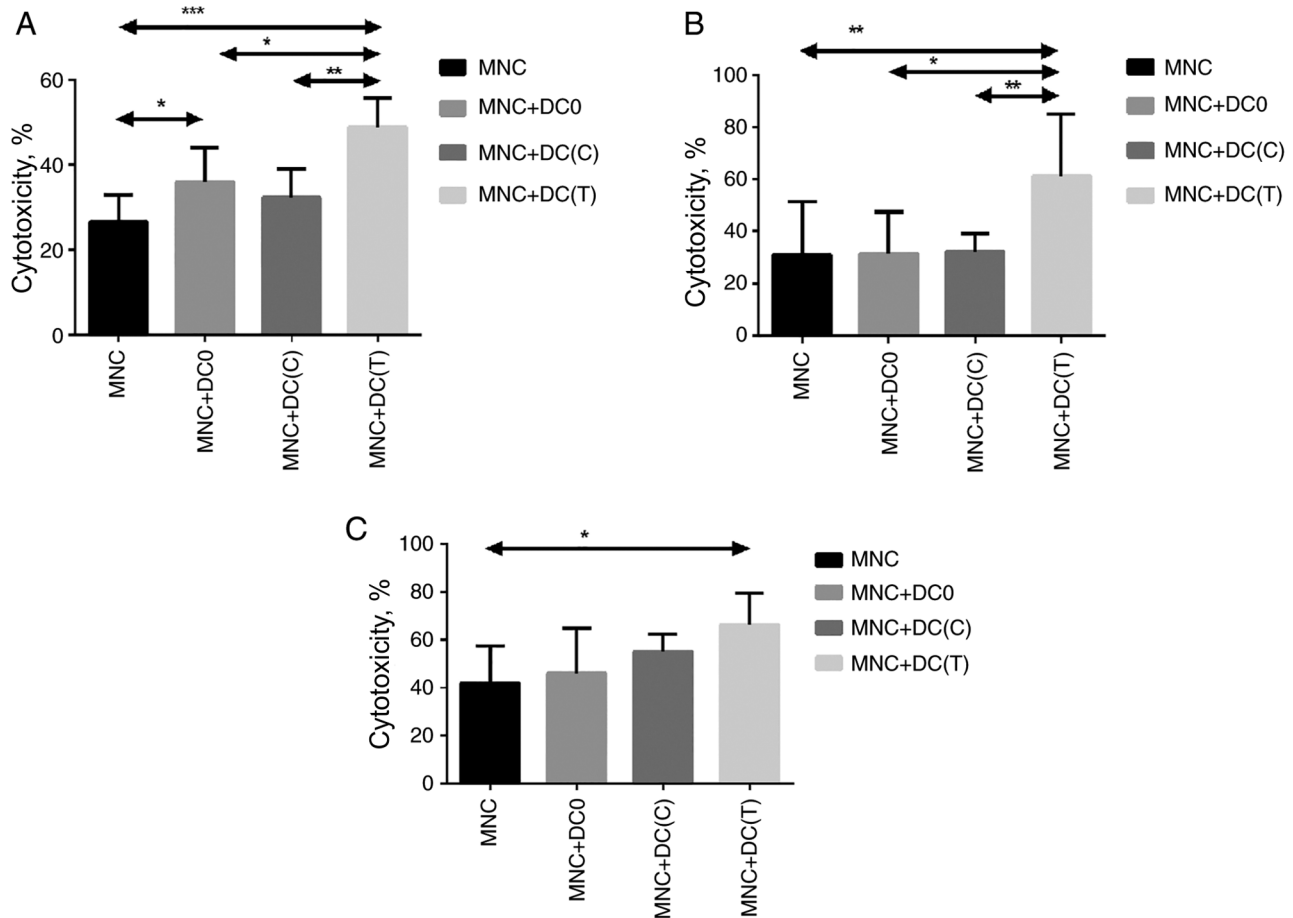 A
***
*
**
*
Cytotoxicity, %
60
40
20
0
MNC
MNC+DC0
MNC+DC(C)
MNC+DC(T)
MNC
MNC+DC0
MNC+DC(C)
MNC+DC(T)
B
**
*
**
Cytotoxicity, %
100
80
60
40
20
0
MNC
MNC+DC0
MNC+DC(C)
MNC+DC(T)
MNC
MNC+DC0
MNC+DC(C)
MNC+DC(T)
C
*
Cytotoxicity, %
100
80
60
40
20
0
MNC
MNC+DC0
MNC+DC(C)
MNC+DC(T)
MNC
MNC+DC0
MNC+DC(C)
MNC+DC(T)